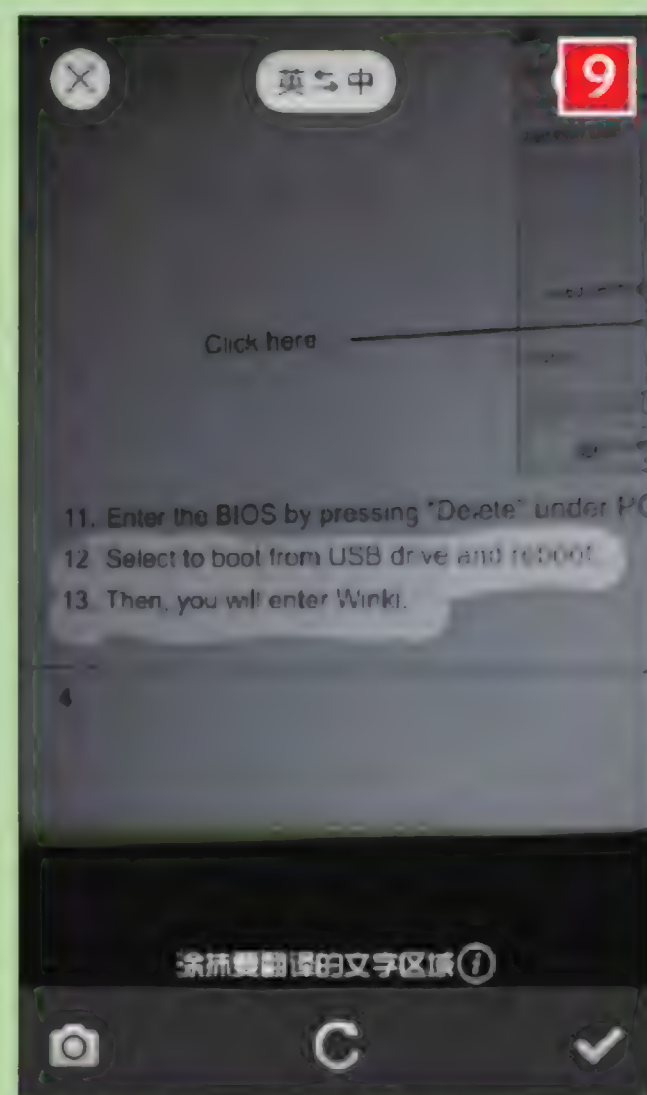 英 中
9
Click here
11. Enter the BIOS by pressing "Delete" under PO
12 Select to boot from USB drive and reboot
13. Then, you will enter Winki.
4
涂抹要翻译的文字区域